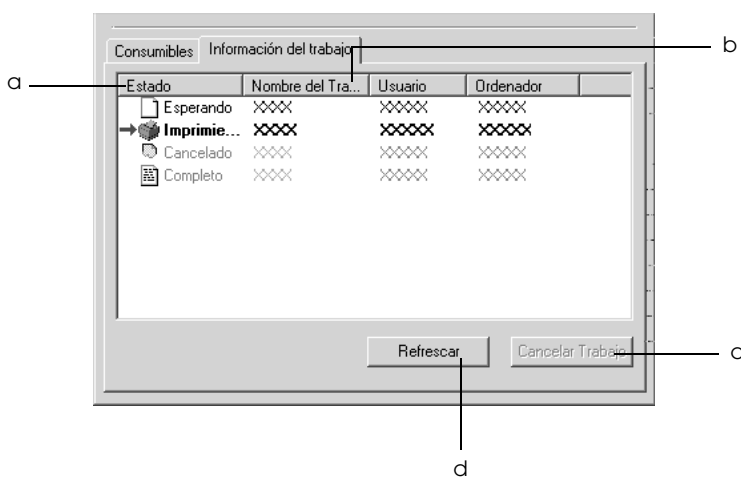 Consumibles Información del trabajo
b
a
Estado Nombre del Tra... Usuario Ordenador
Esperando XXXX XXXXX XXXXX
Imprimie... XXXX XXXXX XXXXX
Cancelado XXXX XXXXX XXXXX
Completo XXXX XXXXX XXXXX
Refrescar Cancelar Trabajo
c
d